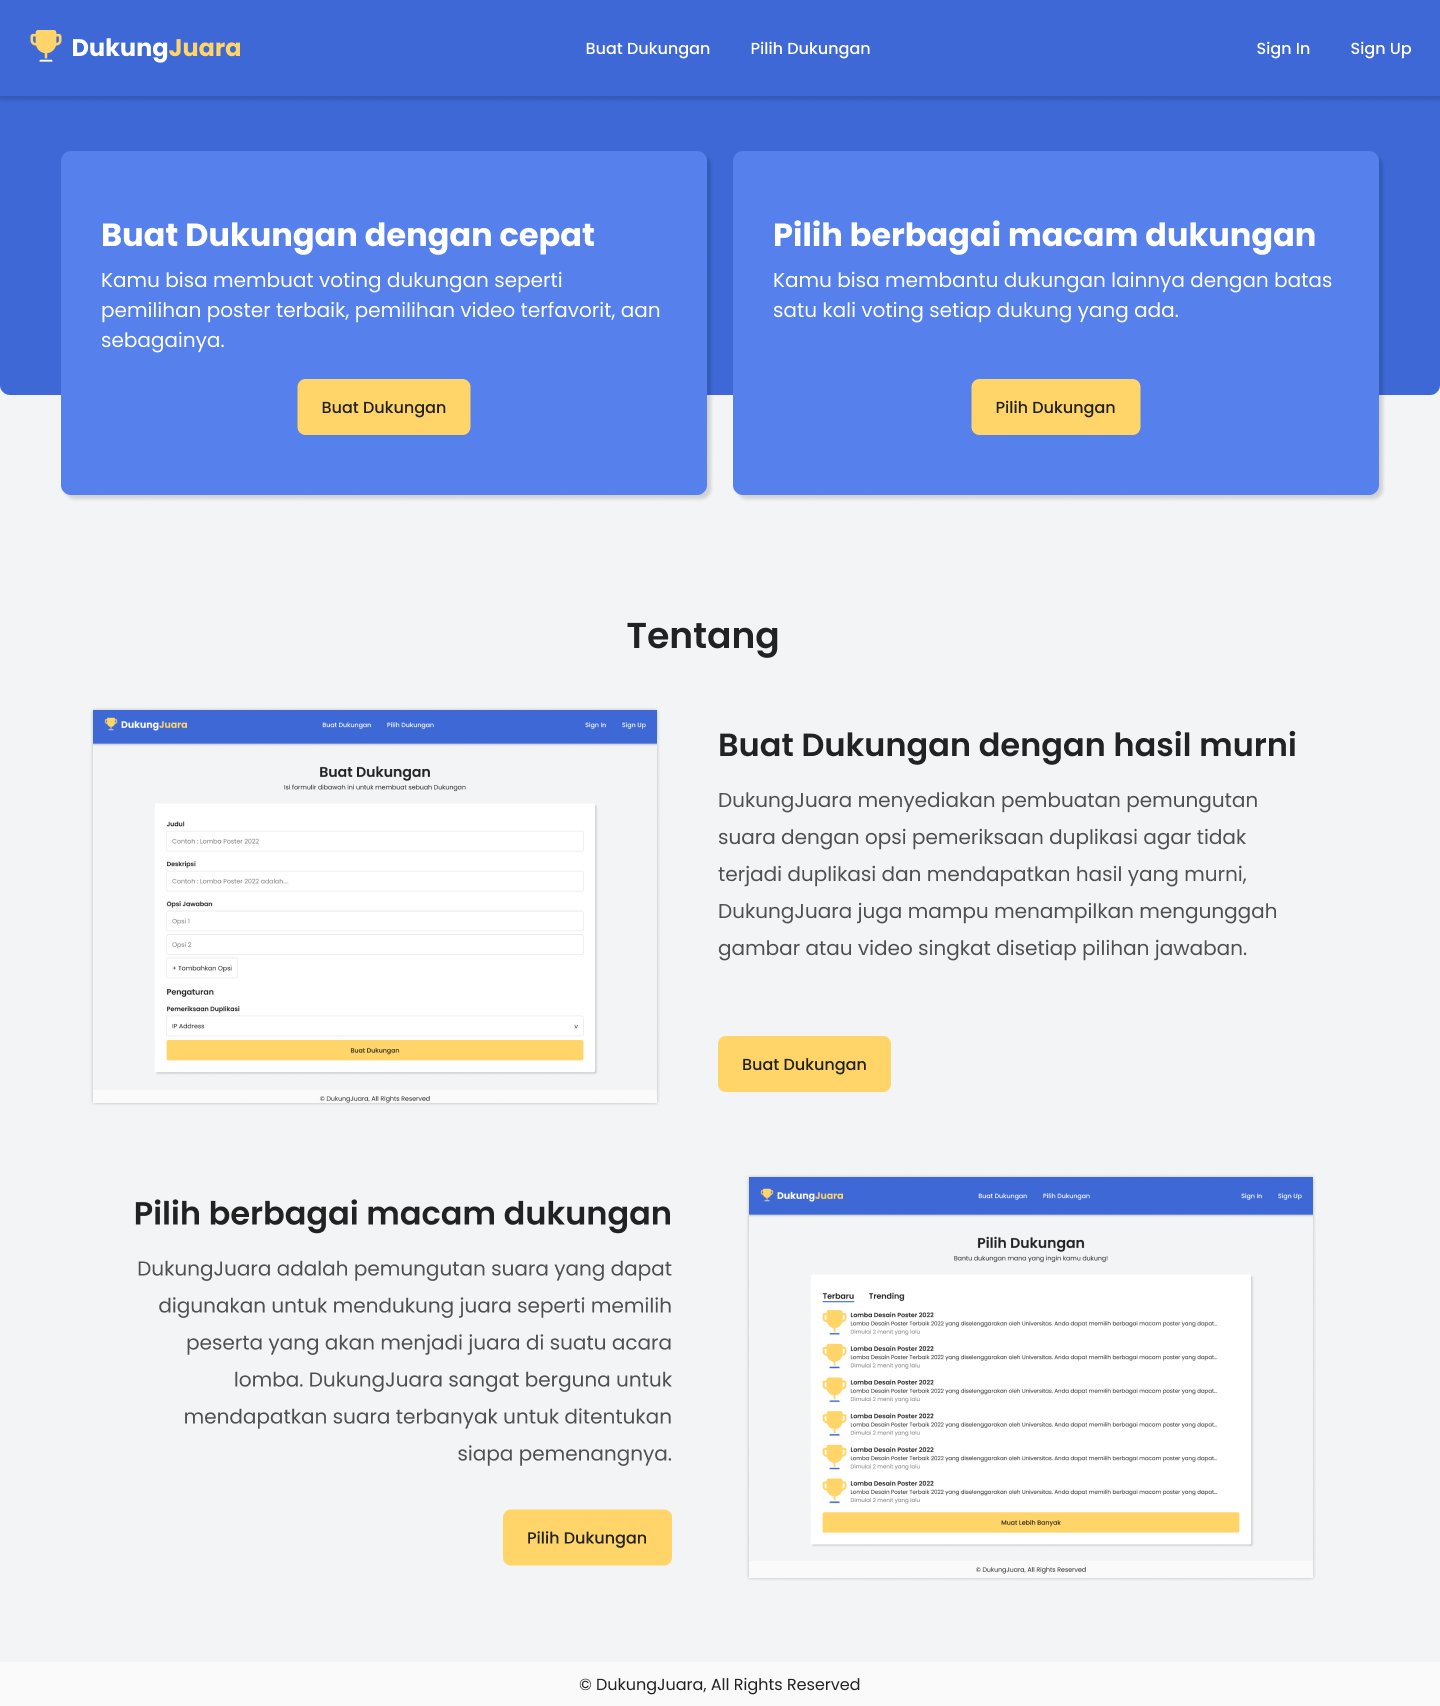 DukungJuara
Buat Dukungan
Pilih Dukungan
Sign In
Sign Up
Buat Dukungan dengan cepat
Kamu bisa membuat voting dukungan seperti
pemilihan poster terbaik, pemilihan video terfavorit, aan
sebagainya.
Buat Dukungan
Pilih berbagai macam dukungan
Kamu bisa membantu dukungan lainnya dengan batas
satu kali voting setiap dukung yang ada.
Pilih Dukungan
Tentang
DukungJuara
Buat Dukungan
Pilih Dukungan
Sign In
Sign Up
Buat Dukungan
Isi formulir dibawah ini untuk membuat sebuah Dukungan
Judul
Contoh : Lomba Poster 2022
Deskripsi
Contoh : Lomba Poster 2022 adalah...
Opsi Jawaban
Opsi 1
Opsi 2
+ Tambahkan Opsi
Pengaturan
Pemeriksaan Duplikasi
IP Address
v
Buat Dukungan
© DukungJuara, All Rights Reserved
Buat Dukungan dengan hasil murni
DukungJuara menyediakan pembuatan pemungutan
suara dengan opsi pemeriksaan duplikasi agar tidak
terjadi duplikasi dan mendapatkan hasil yang murni,
DukungJuara juga mampu menampilkan mengunggah
gambar atau video singkat disetiap pilihan jawaban.
Buat Dukungan
Pilih berbagai macam dukungan
DukungJuara adalah pemungutan suara yang dapat
digunakan untuk mendukung juara seperti memilih
peserta yang akan menjadi juara di suatu acara
lomba. DukungJuara sangat berguna untuk
mendapatkan suara terbanyak untuk ditentukan
siapa pemenangnya.
Pilih Dukungan
DukungJuara
Buat Dukungan
Pilih Dukungan
Sign In
Sign Up
Pilih Dukungan
Bantu dukungan mana yang ingin kamu dukung!
Terbaru
Trending
Lomba Desain Poster 2022
Lomba Desain Poster Terbaik 2022 yang diselenggarakan oleh Universitas. Anda dapat memilih berbagai macam poster yang dapat...
Dimulai 2 menit yang lalu
Lomba Desain Poster 2022
Lomba Desain Poster Terbaik 2022 yang diselenggarakan oleh Universitas. Anda dapat memilih berbagai macam poster yang dapat...
Dimulai 2 menit yang lalu
Lomba Desain Poster 2022
Lomba Desain Poster Terbaik 2022 yang diselenggarakan oleh Universitas. Anda dapat memilih berbagai macam poster yang dapat...
Dimulai 2 menit yang lalu
Lomba Desain Poster 2022
Lomba Desain Poster Terbaik 2022 yang diselenggarakan oleh Universitas. Anda dapat memilih berbagai macam poster yang dapat...
Dimulai 2 menit yang lalu
Lomba Desain Poster 2022
Lomba Desain Poster Terbaik 2022 yang diselenggarakan oleh Universitas. Anda dapat memilih berbagai macam poster yang dapat...
Dimulai 2 menit yang lalu
Lomba Desain Poster 2022
Lomba Desain Poster Terbaik 2022 yang diselenggarakan oleh Universitas. Anda dapat memilih berbagai macam poster yang dapat...
Dimulai 2 menit yang lalu
Muat Lebih Banyak
© DukungJuara, All Rights Reserved
© DukungJuara, All Rights Reserved